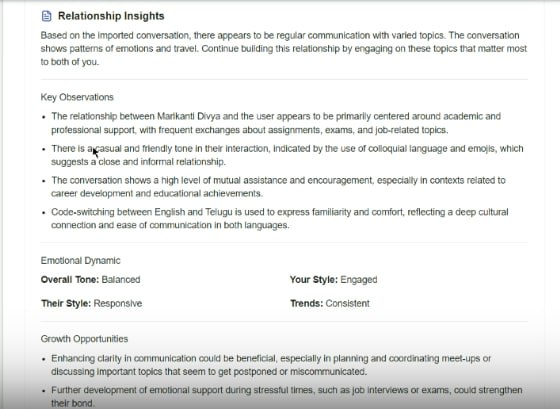 Relationship Insights
Based on the imported conversation, there appears to be regular communication with varied topics. The conversation
shows patterns of emotions and travel. Continue building this relationship by engaging on these topics that matter most
to both of you.
Key Observations
• The relationship between Marikanti Divya and the user appears to be primarily centered around academic and
professional support, with frequent exchanges about assignments, exams, and job-related topics.
• There is a casual and friendly tone in their interaction, indicated by the use of colloquial language and emojis, which
suggests a close and informal relationship.
• The conversation shows a high level of mutual assistance and encouragement, especially in contexts related to
career development and educational achievements.
• Code-switching between English and Telugu is used to express familiarity and comfort, reflecting a deep cultural
connection and ease of communication in both languages.
Emotional Dynamic
Overall Tone: Balanced
Your Style: Engaged
Their Style: Responsive
Trends: Consistent
Growth Opportunities
• Enhancing clarity in communication could be beneficial, especially in planning and coordinating meet-ups or
discussing important topics that seem to get postponed or miscommunicated.
• Further development of emotional support during stressful times, such as job interviews or exams, could strengthen
their bond.